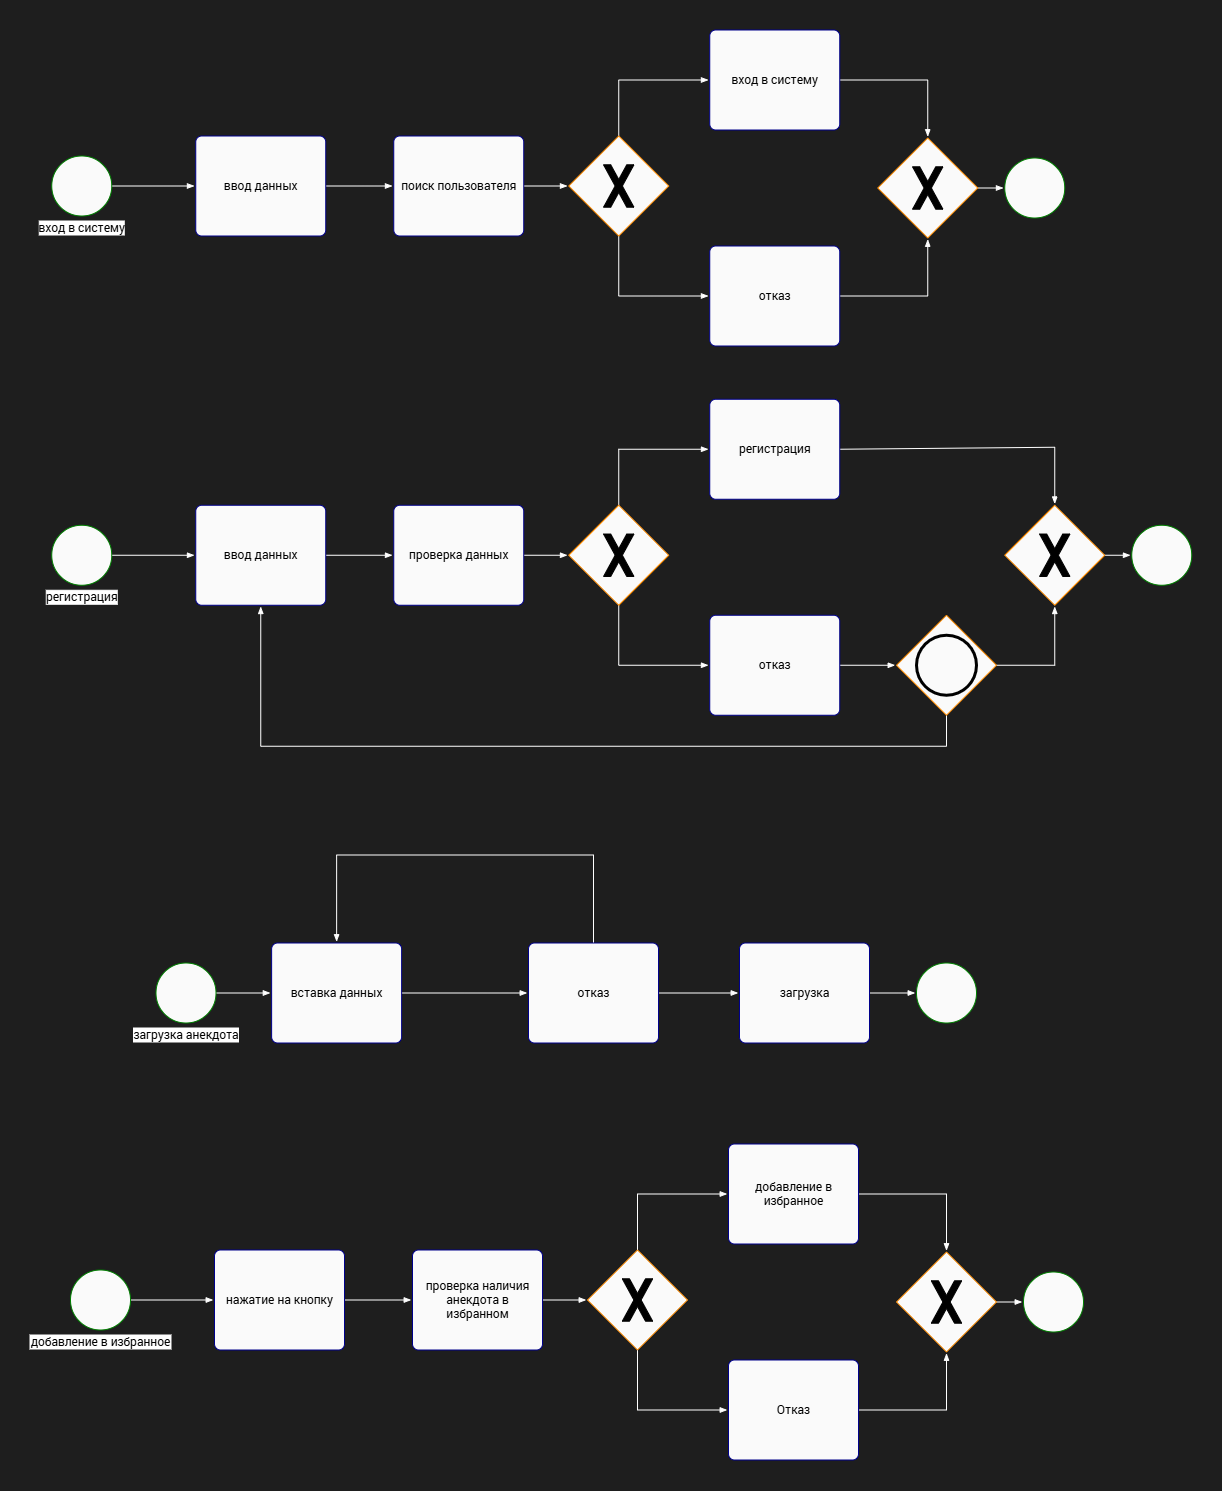 вход в систему
ввод данных
поиск пользователя
X
вход в систему
отказ
X
регистрация
ввод данных
проверка данных
X
регистрация
отказ
X
загрузка анекдота
вставка данных
отказ
загрузка
добавление в избранное
нажатие на кнопку
проверка наличия
анекдота в
избранном
X
добавление в
избранное
Отказ
X